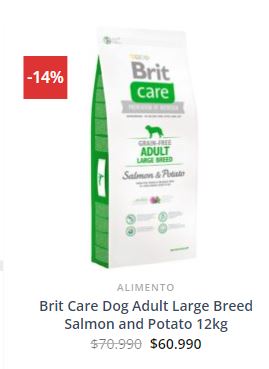 -14%
Brit
care
GRAIN-FREE
ADULT
LARGE BREED
Salmon & Potato
ALIMENTO
Brit Care Dog Adult Large Breed
Salmon and Potato 12kg
$70.990 $60.990